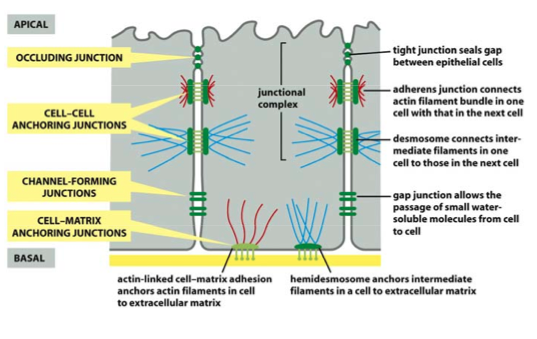 APICAL
OCCLUDING JUNCTION
CELL–CELL
ANCHORING JUNCTIONS
CHANNEL-FORMING
JUNCTIONS
CELL–MATRIX
ANCHORING JUNCTIONS
BASAL
junctional
complex
tight junction seals gap
between epithelial cells
adherens junction connects
actin filament bundle in one
cell with that in the next cell
desmosome connects inter-
mediate filaments in one
cell to those in the next cell
gap junction allows the
passage of small water-
soluble molecules from cell
to cell
actin-linked cell–matrix adhesion
anchors actin filaments in cell
to extracellular matrix
hemidesmosome anchors intermediate
filaments in a cell to extracellular matrix